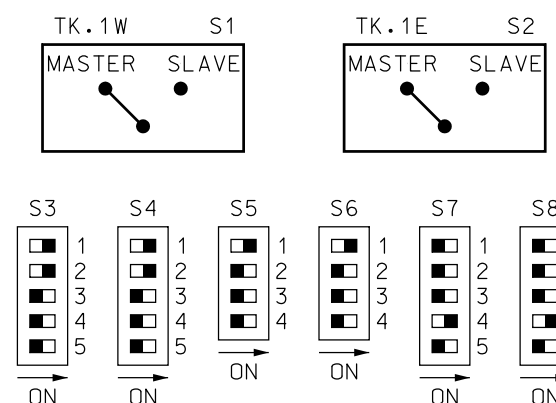 TK.1W S1 TK.1E S2
MASTER SLAVE MASTER SLAVE
S3 S4 S5 S6 S7 S8
1 1 1 1 1
2 2 2 2 2
3 3 3 3 3
4 4 4 4 4
5 5 5
ON ON
ON ON ON ON